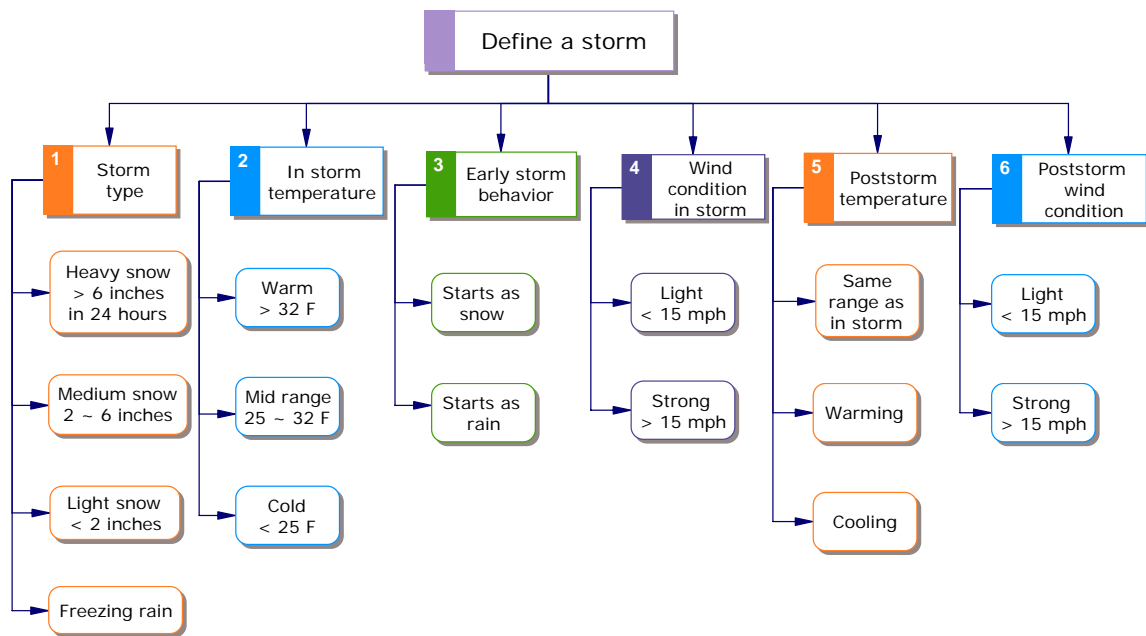 Define a storm
1
Storm
type
Heavy snow
> 6 inches
in 24 hours
Medium snow
2 ~ 6 inches
Light snow
< 2 inches
Freezing rain
2
In storm
temperature
Warm
> 32 F
Mid range
25 ~ 32 F
Cold
< 25 F
3
Early storm
behavior
Starts as
snow
Starts as
rain
4
Wind
condition
in storm
Light
< 15 mph
Strong
> 15 mph
5
Poststorm
temperature
Same
range as
in storm
Warming
Cooling
6
Poststorm
wind
condition
Light
< 15 mph
Strong
> 15 mph